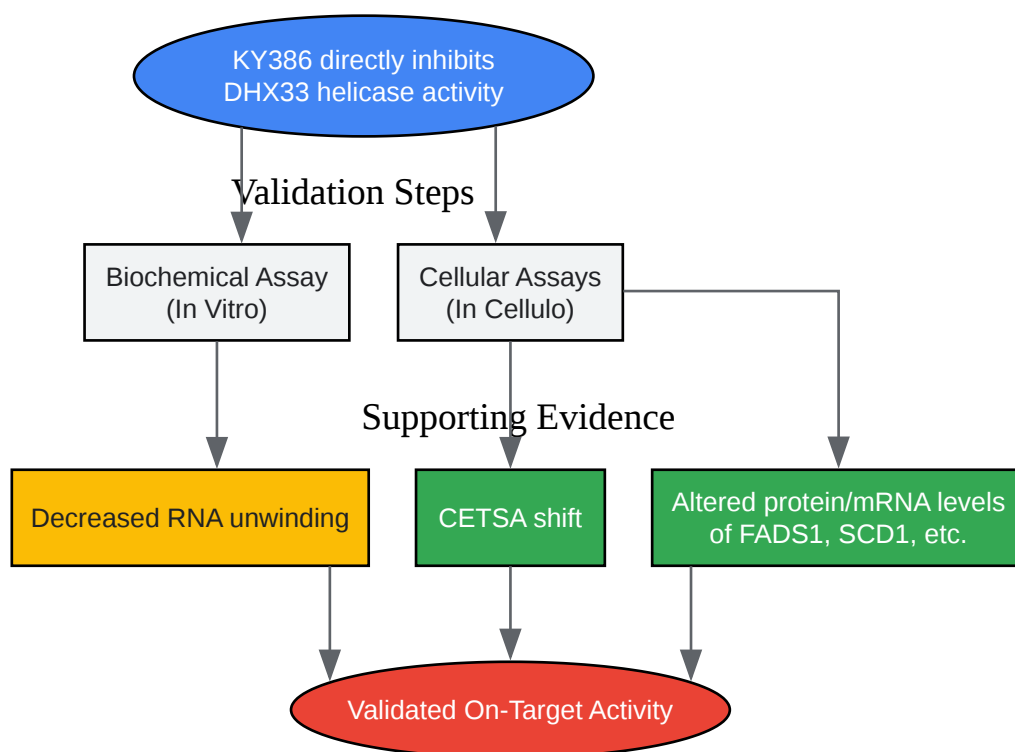 KY386 directly inhibits
DHX33 helicase activity
Validation Steps
Biochemical Assay
(In Vitro)
Cellular Assays
(In Cellulo)
Supporting Evidence
Decreased RNA unwinding
CETSA shift
Altered protein/mRNA levels
of FADS1, SCD1, etc.
Validated On-Target Activity